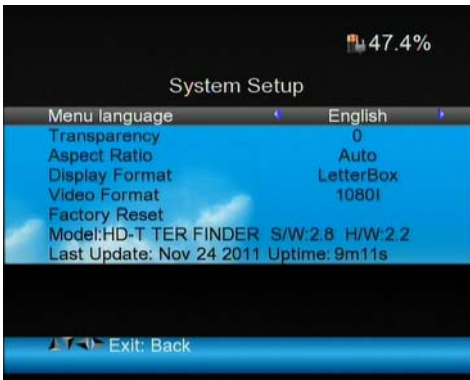 47.4%
System Setup
Menu language English
Transparency 0
Aspect Ratio Auto
Display Format LetterBox
Video Format 1080I
Factory Reset
Model:HD-T TER FINDER S/W:2.8 H/W:2.2
Last Update: Nov 24 2011 Uptime: 9m11s
Exit: Back